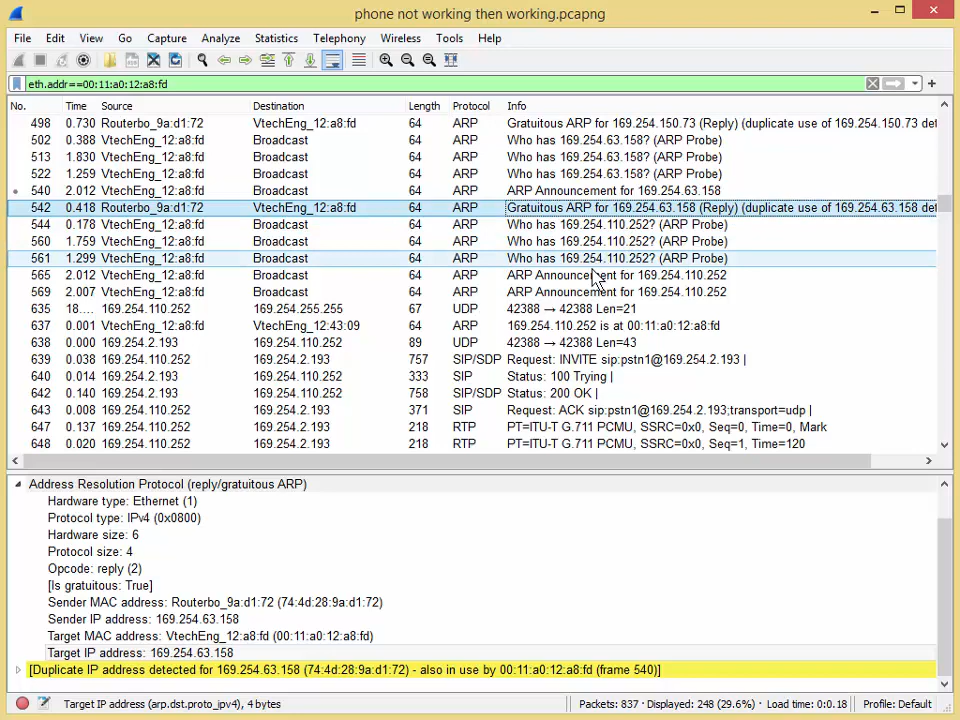 phone not working then working.pcapng
File Edit View Go Capture Analyze Statistics Telephony Wireless Tools Help
eth.addr==00:11:a0:12:a8:fd
No. Time Source Destination Length Protocol Info
498 0.730 Routerbo_9a:d1:72 VtechEng_12:a8:fd 64 ARP Gratuitous ARP for 169.254.150.73 (Reply) (duplicate use of 169.254.150.73 det
502 0.388 VtechEng_12:a8:fd Broadcast 64 ARP Who has 169.254.63.158? (ARP Probe)
513 1.830 VtechEng_12:a8:fd Broadcast 64 ARP Who has 169.254.63.158? (ARP Probe)
522 1.259 VtechEng_12:a8:fd Broadcast 64 ARP Who has 169.254.63.158? (ARP Probe)
540 2.012 VtechEng_12:a8:fd Broadcast 64 ARP ARP Announcement for 169.254.63.158
542 0.418 Routerbo_9a:d1:72 VtechEng_12:a8:fd 64 ARP Gratuitous ARP for 169.254.63.158 (Reply) (duplicate use of 169.254.63.158 det
544 0.178 VtechEng_12:a8:fd Broadcast 64 ARP Who has 169.254.110.252? (ARP Probe)
560 1.759 VtechEng_12:a8:fd Broadcast 64 ARP Who has 169.254.110.252? (ARP Probe)
561 1.299 VtechEng_12:a8:fd Broadcast 64 ARP Who has 169.254.110.252? (ARP Probe)
565 2.012 VtechEng_12:a8:fd Broadcast 64 ARP ARP Announcement for 169.254.110.252
569 2.007 VtechEng_12:a8:fd Broadcast 64 ARP ARP Announcement for 169.254.110.252
635 18.... 169.254.110.252 169.254.255.255 67 UDP 42388 → 42388 Len=21
637 0.001 VtechEng_12:a8:fd VtechEng_12:43:09 64 ARP 169.254.110.252 is at 00:11:a0:12:a8:fd
638 0.000 169.254.2.193 169.254.110.252 89 UDP 42388 → 42388 Len=43
639 0.038 169.254.110.252 169.254.2.193 757 SIP/SDP Request: INVITE sip:pstn1@169.254.2.193 |
640 0.014 169.254.2.193 169.254.110.252 333 SIP Status: 100 Trying |
642 0.140 169.254.2.193 169.254.110.252 758 SIP/SDP Status: 200 OK |
643 0.008 169.254.110.252 169.254.2.193 371 SIP Request: ACK sip:pstn1@169.254.2.193;transport=udp |
647 0.137 169.254.110.252 169.254.2.193 218 RTP PT=ITU-T G.711 PCMU, SSRC=0x0, Seq=0, Time=0, Mark
648 0.020 169.254.110.252 169.254.2.193 218 RTP PT=ITU-T G.711 PCMU, SSRC=0x0, Seq=1, Time=120
Address Resolution Protocol (reply/gratuitous ARP)
Hardware type: Ethernet (1)
Protocol type: IPv4 (0x0800)
Hardware size: 6
Protocol size: 4
Opcode: reply (2)
[Is gratuitous: True]
Sender MAC address: Routerbo_9a:d1:72 (74:4d:28:9a:d1:72)
Sender IP address: 169.254.63.158
Target MAC address: VtechEng_12:a8:fd (00:11:a0:12:a8:fd)
Target IP address: 169.254.63.158
[Duplicate IP address detected for 169.254.63.158 (74:4d:28:9a:d1:72) - also in use by 00:11:a0:12:a8:fd (frame 540)]
Target IP address (arp.dst.proto_ipv4), 4 bytes Packets: 837 · Displayed: 248 (29.6%) · Load time: 0:0.18 Profile: Default